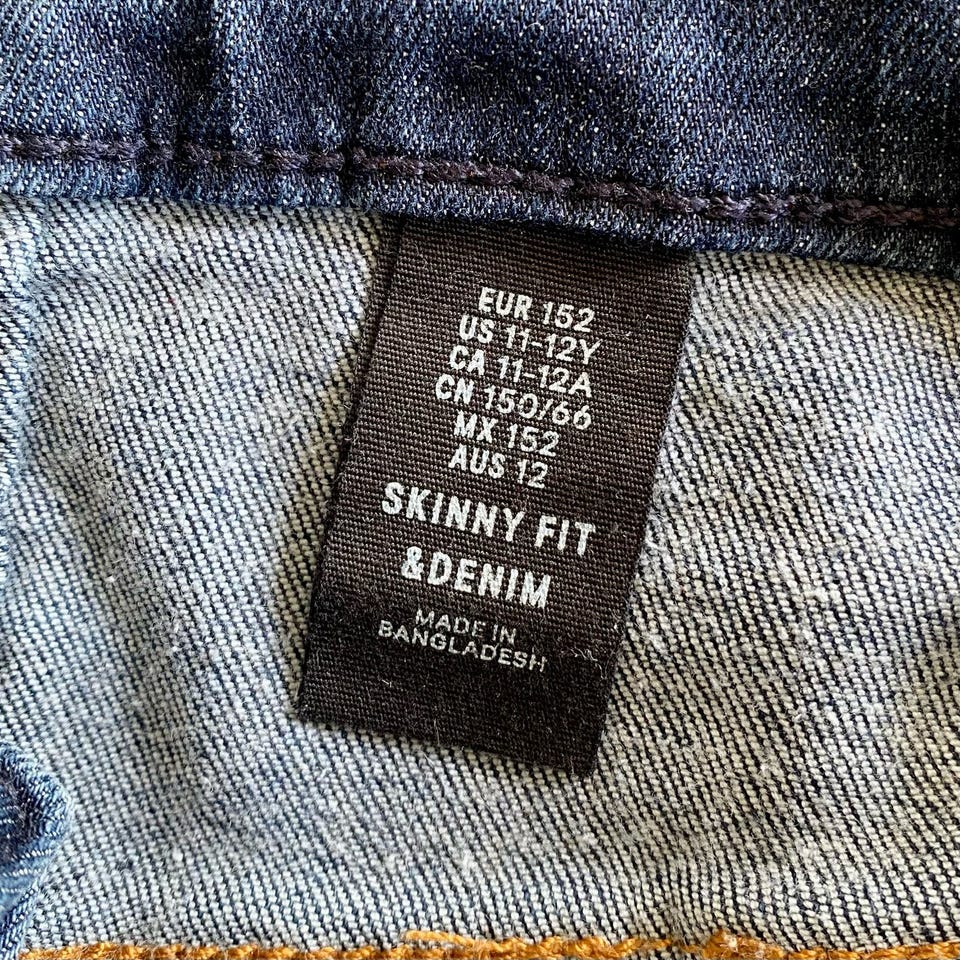 EUR 152
US 11-12Y
CA 11-12A
CN 150/66
MX 152
AUS 12
SKINNY FIT
&DENIM
MADE IN
BANGLADESH